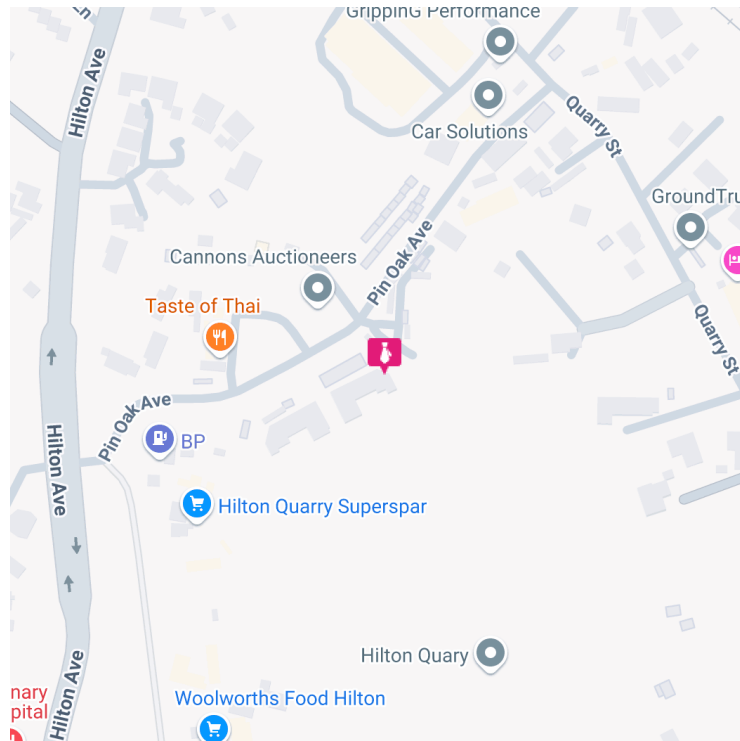 GrippinG Performance
Hilton Ave
Car Solutions
Quarry St
GroundTru
Cannons Auctioneers
Pin Oak Ave
Taste of Thai
Quarry St
Pin Oak Ave
BP
Hilton Ave
Hilton Quarry Superspar
Hilton Quary
Hilton Ave
nary
pital
Woolworths Food Hilton